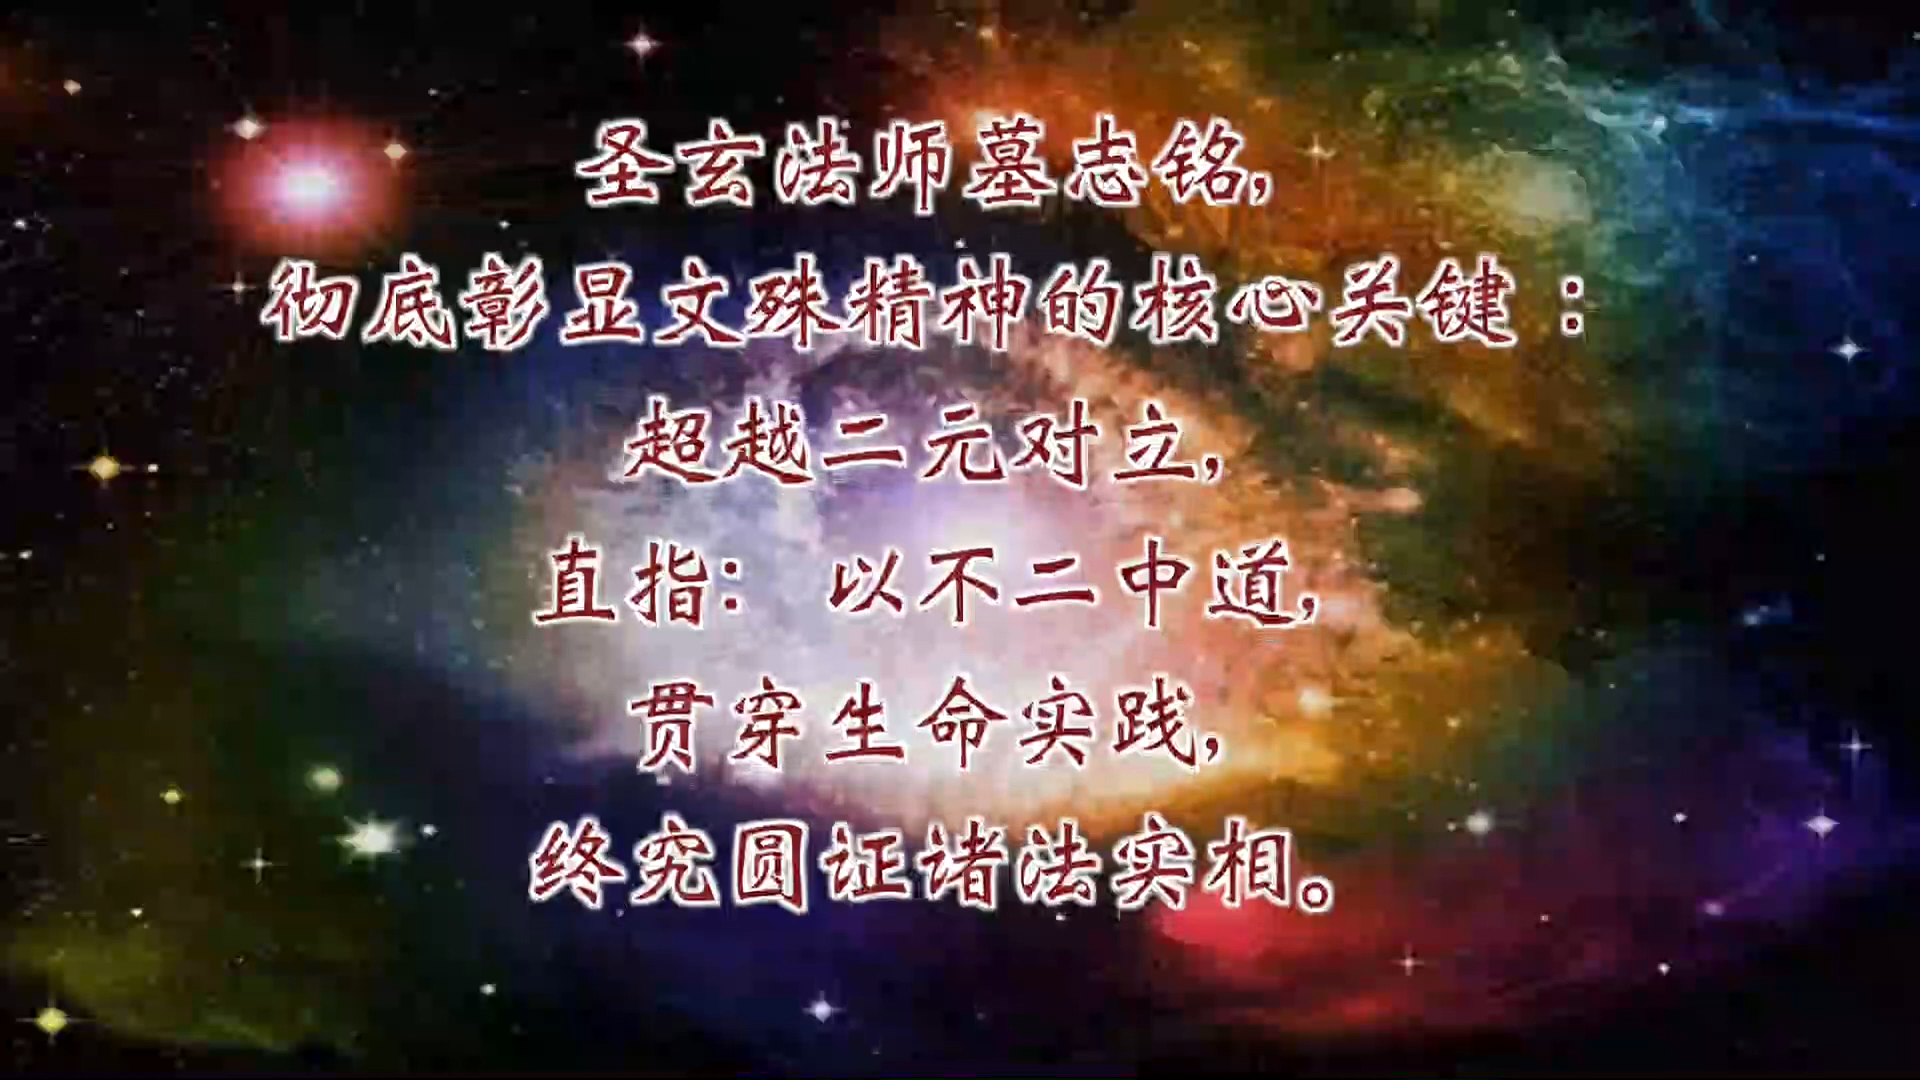 圣玄法师墓志铭,
彻底彰显文殊精神的核心关键：
超越二元对立,
直指： 以不二中道,
贯穿生命实践,
终究圆证诸法实相。